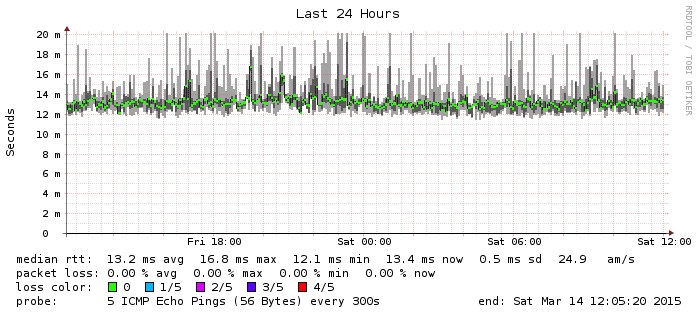 Last 24 Hours
RRDTOOL / TOBI OETIKER
Seconds
20 m
18 m
16 m
14 m
12 m
10 m
8 m
6 m
4 m
2 m
0
Fri 18:00 Sat 00:00 Sat 06:00 Sat 12:00
median rtt: 13.2 ms avg 16.8 ms max 12.1 ms min 13.4 ms now 0.5 ms sd 24.9 am/s
packet loss: 0.00 % avg 0.00 % max 0.00 % min 0.00 % now
loss color: 0 1/5 2/5 3/5 4/5
probe: 5 ICMP Echo Pings (56 Bytes) every 300s end: Sat Mar 14 12:05:20 2015